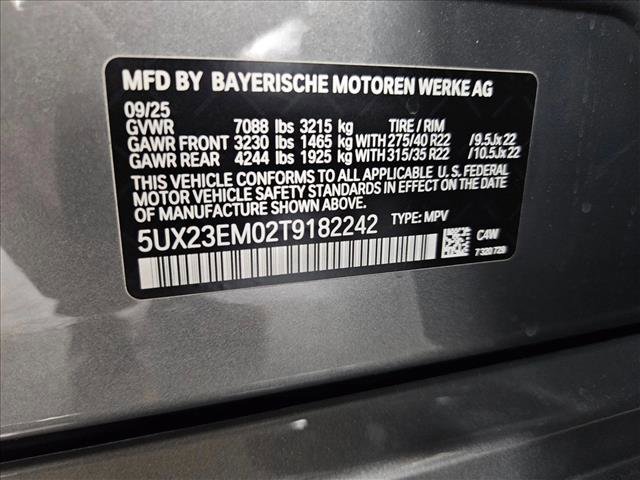 MFD BY BAYERISCHE MOTOREN WERKE AG
09/25
GVWR 7088 lbs 3215 kg TIRE / RIM
GAWR FRONT 3230 lbs 1465 kg WITH 275/40 R22 /9.5Jx22
GAWR REAR 4244 lbs 1925 kg WITH 315/35 R22 /10.5Jx22
THIS VEHICLE CONFORMS TO ALL APPLICABLE U. S. FEDERAL
MOTOR VEHICLE SAFETY STANDARDS IN EFFECT ON THE DATE
OF MANUFACTURE SHOWN ABOVE.
5UX23EM02T9182242 TYPE: MPV
C4W
7320729